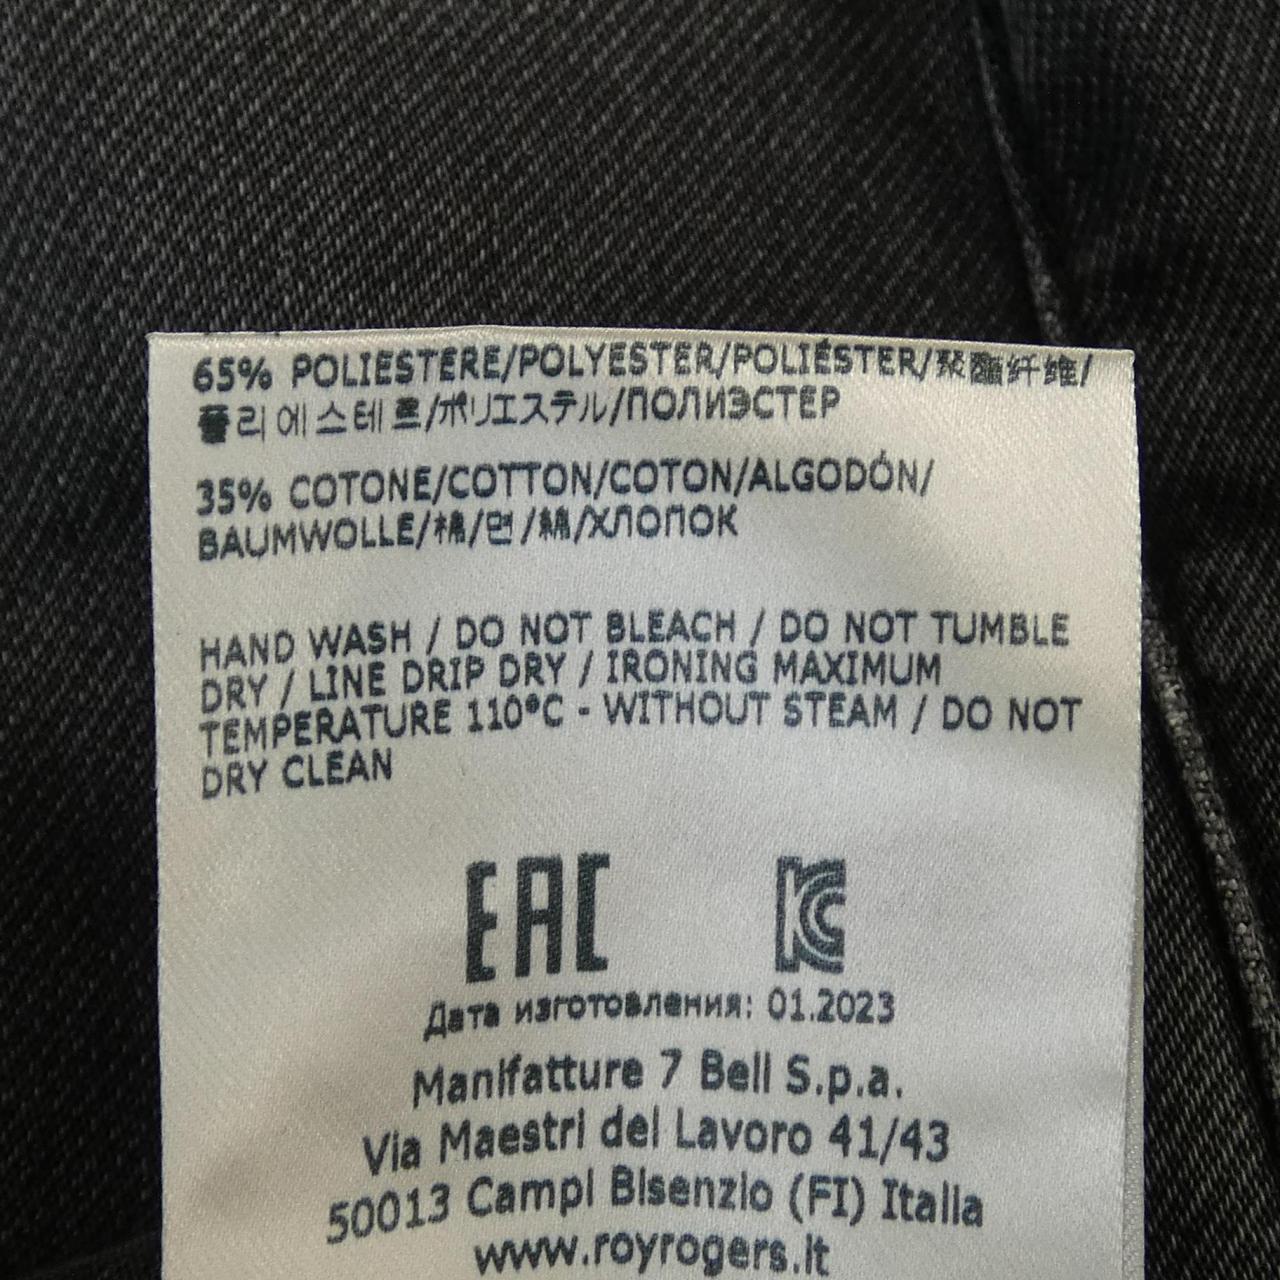 65% POLIESTERE/POLYESTER/POLIÉSTER/聚酯纤维/
폴리에스테르/ポリエステル/ПОЛИЭСТЕР
35% COTONE/COTTON/COTON/ALGODÓN/
BAUMWOLLE/棉/면/綿/ХЛОПОК
HAND WASH / DO NOT BLEACH / DO NOT TUMBLE
DRY / LINE DRIP DRY / IRONING MAXIMUM
TEMPERATURE 110°C - WITHOUT STEAM / DO NOT
DRY CLEAN
EAC
KC
Дата изготовления: 01.2023
Manifatture 7 Bell S.p.a.
Via Maestri del Lavoro 41/43
50013 Campi Bisenzio (FI) Italia
www.royrogers.it